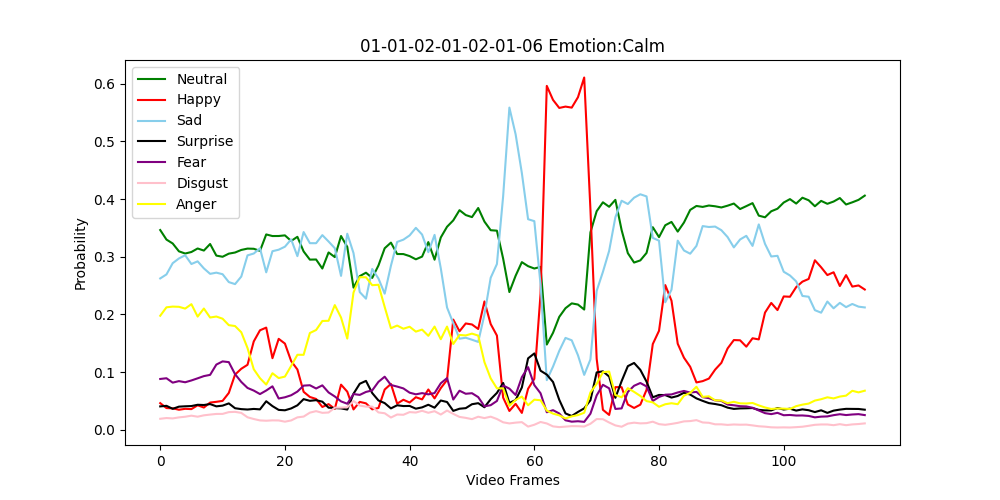 01-01-02-01-02-01-06 Emotion:Calm
Neutral
Happy
Sad
Surprise
Fear
Disgust
Anger
0.6
0.5
0.4
0.3
0.2
0.1
0.0
Probability
0 20 40 60 80 100
Video Frames